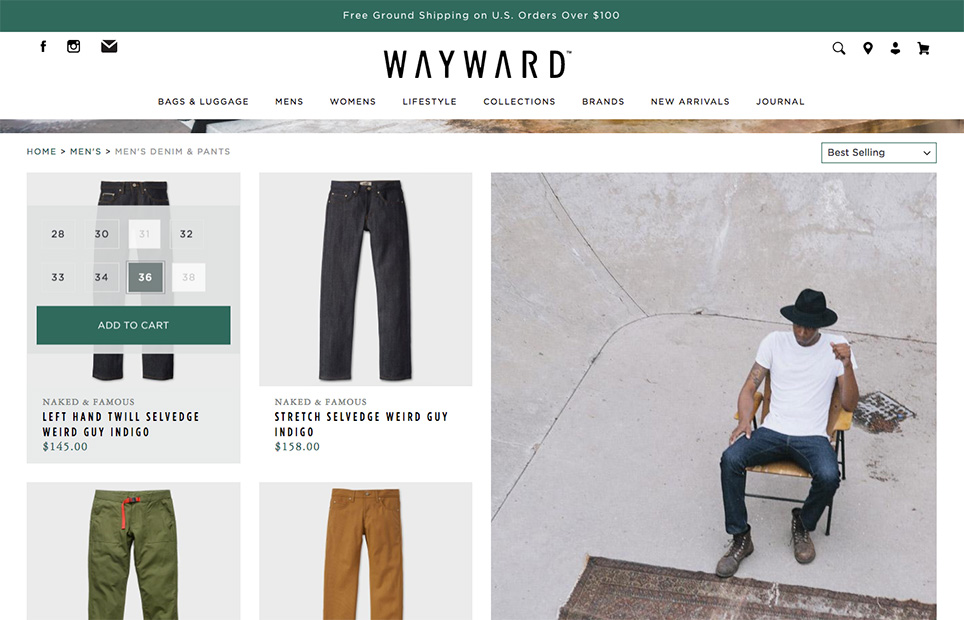 Free Ground Shipping on U.S. Orders Over $100
WAYWARD™
BAGS & LUGGAGE MENS WOMENS LIFESTYLE COLLECTIONS BRANDS NEW ARRIVALS JOURNAL
HOME > MEN'S > MEN'S DENIM & PANTS
Best Selling
28 30 31 32
33 34 36 38
ADD TO CART
NAKED & FAMOUS
LEFT HAND TWILL SELVEDGE
WEIRD GUY INDIGO
$145.00
NAKED & FAMOUS
STRETCH SELVEDGE WEIRD GUY
INDIGO
$158.00